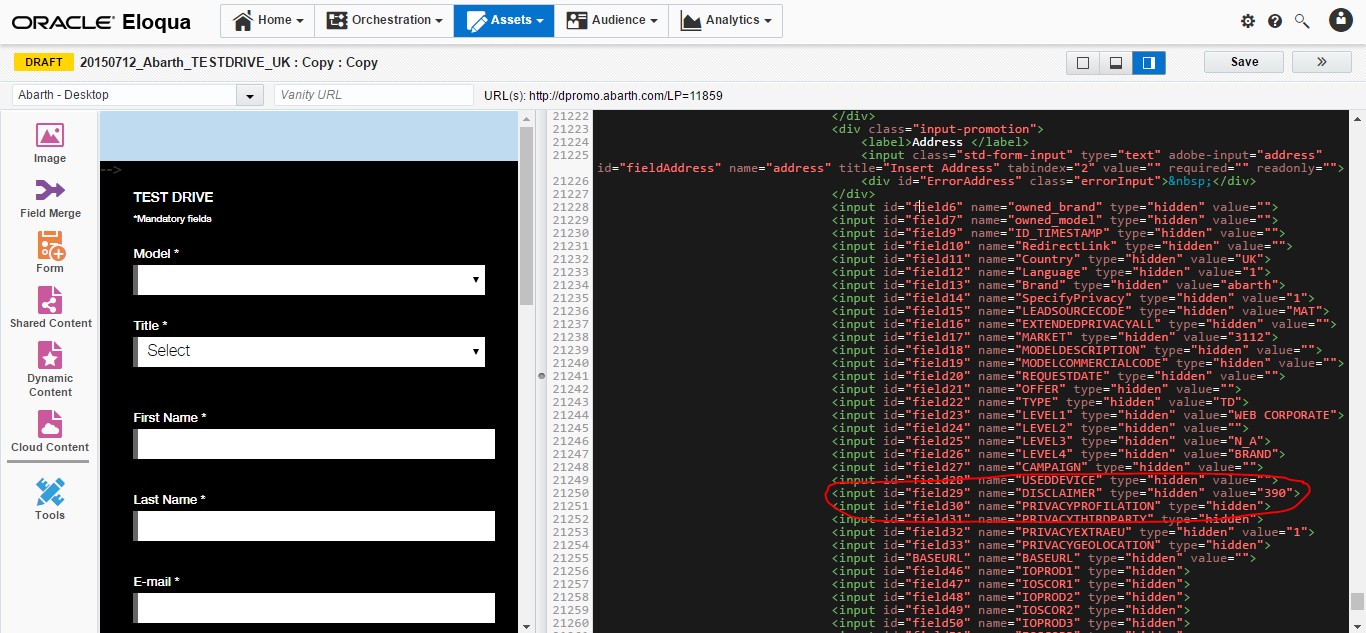 ORACLE Eloqua
Home
Orchestration
Assets
Audience
Analytics
DRAFT
20150712_Abarth_TESTDRIVE_UK : Copy : Copy
Save
»
Abarth - Desktop
Vanity URL
URL(s): http://dpromo.abarth.com/LP=11859
Image
Field Merge
Form
Shared Content
Dynamic
Content
Cloud Content
Tools
-->
TEST DRIVE
*Mandatory fields
Model *
Title *
Select
First Name *
Last Name *
E-mail *
21222 </div>
21223 <div class="input-promotion">
21224 <label>Address </label>
21225 <input class="std-form-input" type="text" adobe-input="address"
id="fieldAddress" name="address" title="Insert Address" tabindex="2" value="" required="" readonly="">
21226 <div id="ErrorAddress" class="errorInput">&nbsp;</div>
21227 </div>
21228 <input id="field6" name="owned_brand" type="hidden" value="">
21229 <input id="field7" name="owned_model" type="hidden" value="">
21230 <input id="field9" name="ID_TIMESTAMP" type="hidden" value="">
21231 <input id="field10" name="RedirectLink" type="hidden" value="">
21232 <input id="field11" name="Country" type="hidden" value="UK">
21233 <input id="field12" name="Language" type="hidden" value="1">
21234 <input id="field13" name="Brand" type="hidden" value="abarth">
21235 <input id="field14" name="SpecifyPrivacy" type="hidden" value="1">
21236 <input id="field15" name="LEADSOURCECODE" type="hidden" value="MAT">
21237 <input id="field16" name="EXTENDEDPRIVACYALL" type="hidden" value="">
21238 <input id="field17" name="MARKET" type="hidden" value="3112">
21239 <input id="field18" name="MODELDESCRIPTION" type="hidden" value="">
21240 <input id="field19" name="MODELCOMMERCIALCODE" type="hidden" value="">
21241 <input id="field20" name="REQUESTDATE" type="hidden" value="">
21242 <input id="field21" name="OFFER" type="hidden" value="">
21243 <input id="field22" name="TYPE" type="hidden" value="TD">
21244 <input id="field23" name="LEVEL1" type="hidden" value="WEB CORPORATE">
21245 <input id="field24" name="LEVEL2" type="hidden" value="">
21246 <input id="field25" name="LEVEL3" type="hidden" value="N_A">
21247 <input id="field26" name="LEVEL4" type="hidden" value="BRAND">
21248 <input id="field27" name="CAMPAIGN" type="hidden" value="">
21249 <input id="field28" name="USEDDEVICE" type="hidden" value="">
21250 <input id="field29" name="DISCLAIMER" type="hidden" value="390">
21251 <input id="field30" name="PRIVACYPROFILATION" type="hidden">
21252 <input id="field31" name="PRIVACYTHIRDPARTY" type="hidden">
21253 <input id="field32" name="PRIVACYEXTRAEU" type="hidden" value="1">
21254 <input id="field33" name="PRIVACYGEOLOCATION" type="hidden">
21255 <input id="BASEURL" name="BASEURL" type="hidden" value="">
21256 <input id="field46" name="IOPROD1" type="hidden">
21257 <input id="field47" name="IOSCOR1" type="hidden">
21258 <input id="field48" name="IOPROD2" type="hidden">
21259 <input id="field49" name="IOSCOR2" type="hidden">
21260 <input id="field50" name="IOPROD3" type="hidden">